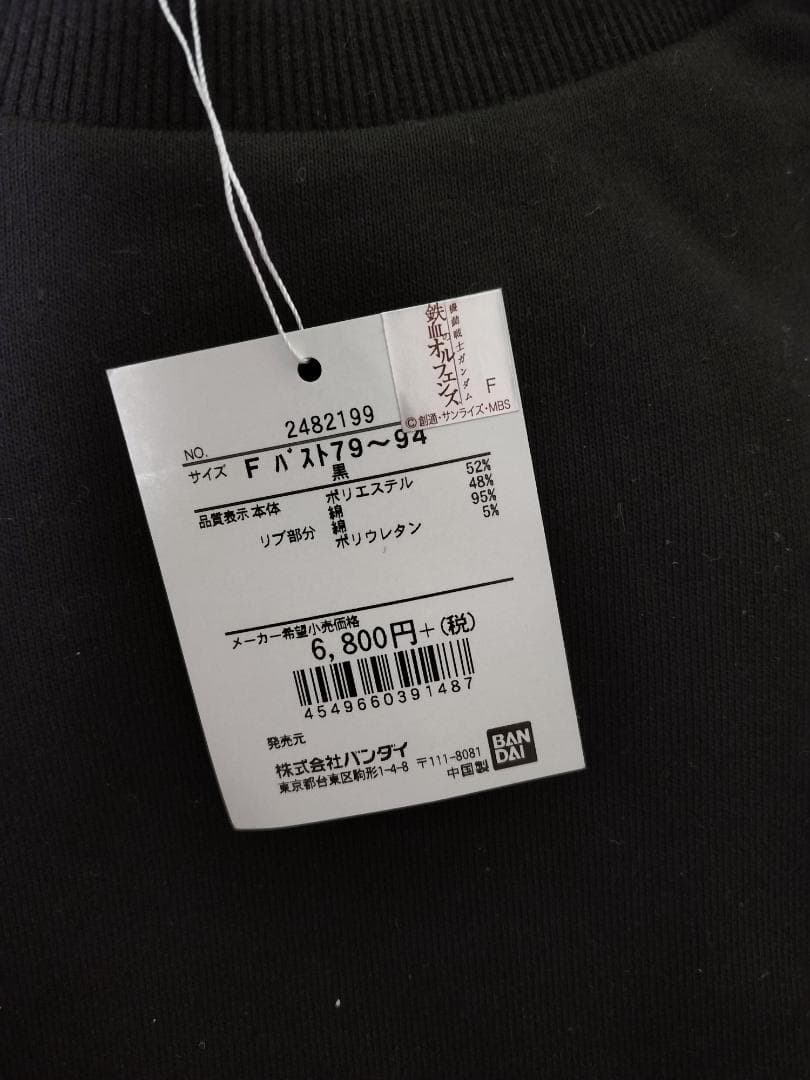 機動戦士ガンダム
鉄血のオルフェンズ
F
©創通・サンライズ・MBS
NO. 2482199
サイズ F バスト79～94
黒
品質表示 本体 ポリエステル 52%
綿 48%
リブ部分 綿 95%
ポリウレタン 5%
メーカー希望小売価格
6,800円+(税)
4549660391487
発売元
株式会社バンダイ
東京都台東区駒形1-4-8 〒111-8081
中国製
BAN
DAI